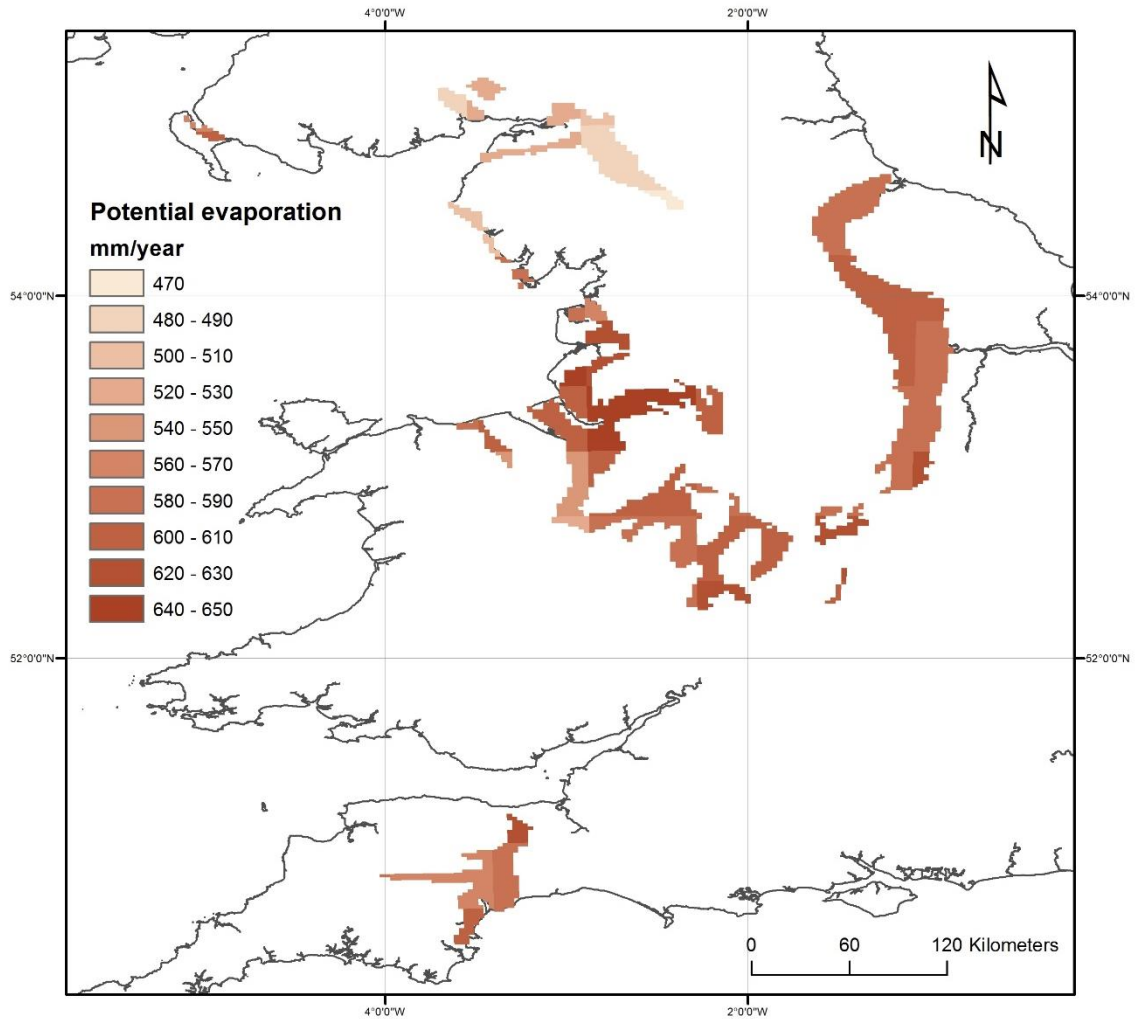 4°0'0"W 2°0'0"W
N
Potential evaporation
mm/year
470
480 - 490
500 - 510
520 - 530
540 - 550
560 - 570
580 - 590
600 - 610
620 - 630
640 - 650
54°0'0"N 54°0'0"N
52°0'0"N 52°0'0"N
0 60 120 Kilometers
4°0'0"W 2°0'0"W